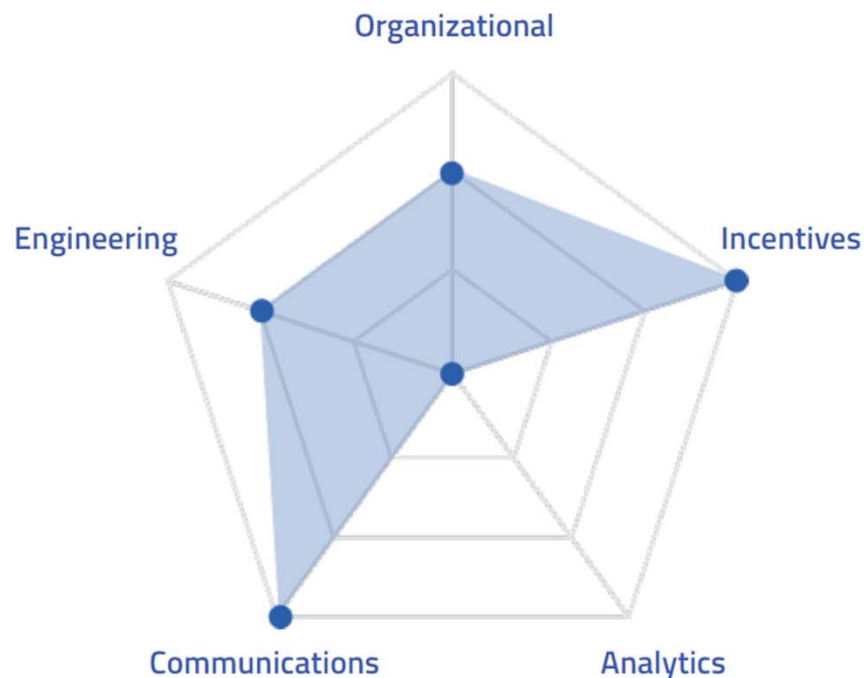 Organizational
Engineering
Incentives
Communications
Analytics